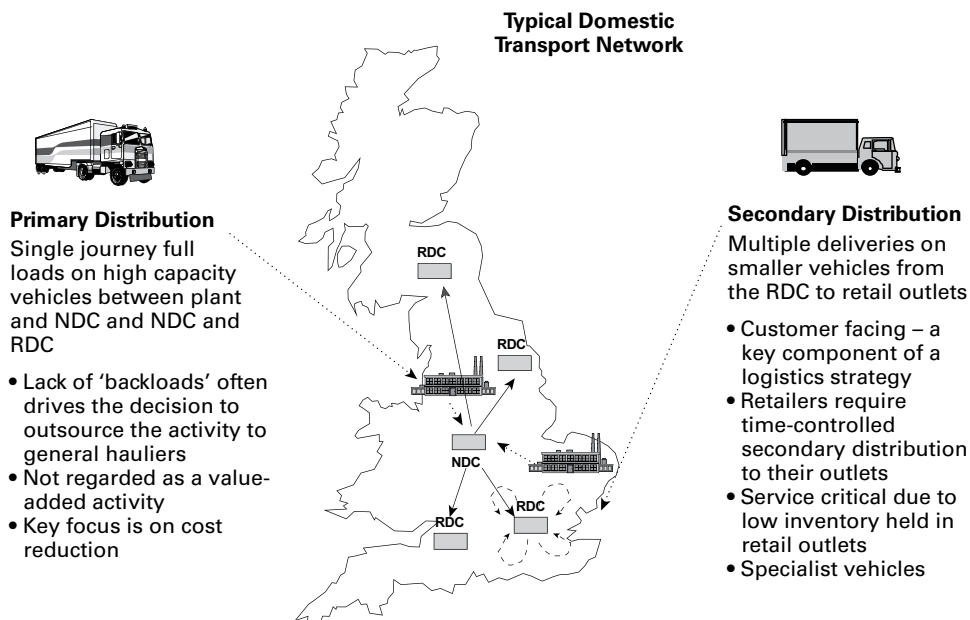 Typical Domestic
Transport Network
Primary Distribution
Single journey full
loads on high capacity
vehicles between plant
and NDC and NDC and
RDC
• Lack of ‘backloads’ often
drives the decision to
outsource the activity to
general hauliers
• Not regarded as a value-
added activity
• Key focus is on cost
reduction
RDC
RDC
NDC
RDC
RDC
Secondary Distribution
Multiple deliveries on
smaller vehicles from
the RDC to retail outlets
• Customer facing – a
key component of a
logistics strategy
• Retailers require
time-controlled
secondary distribution
to their outlets
• Service critical due to
low inventory held in
retail outlets
• Specialist vehicles